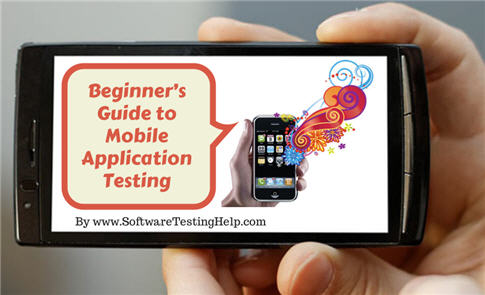 Beginner's
Guide to
Mobile
Application
Testing
By www.SoftwareTestingHelp.com